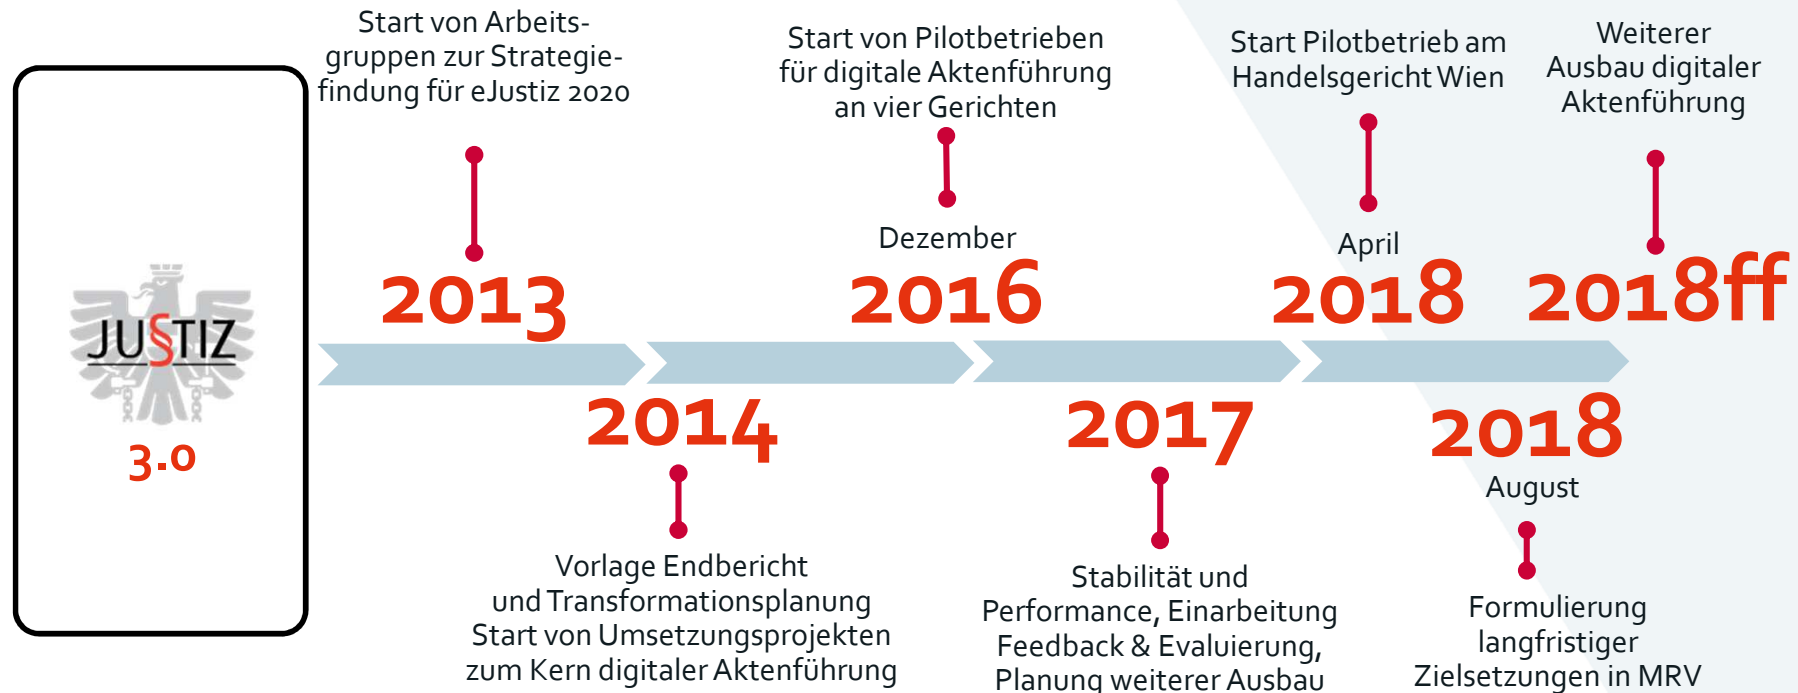 JU§TIZ
3.0
Start von Arbeits-
gruppen zur Strategie-
findung für eJustiz 2020
2013
2014
Vorlage Endbericht
und Transformationsplanung
Start von Umsetzungsprojekten
zum Kern digitaler Aktenführung
Start von Pilotbetrieben
für digitale Aktenführung
an vier Gerichten
Dezember
2016
2017
Stabilität und
Performance, Einarbeitung
Feedback & Evaluierung,
Planung weiterer Ausbau
Start Pilotbetrieb am
Handelsgericht Wien
April
2018
2018
August
Formulierung
langfristiger
Zielsetzungen in MRV
Weiterer
Ausbau digitaler
Aktenführung
2018ff